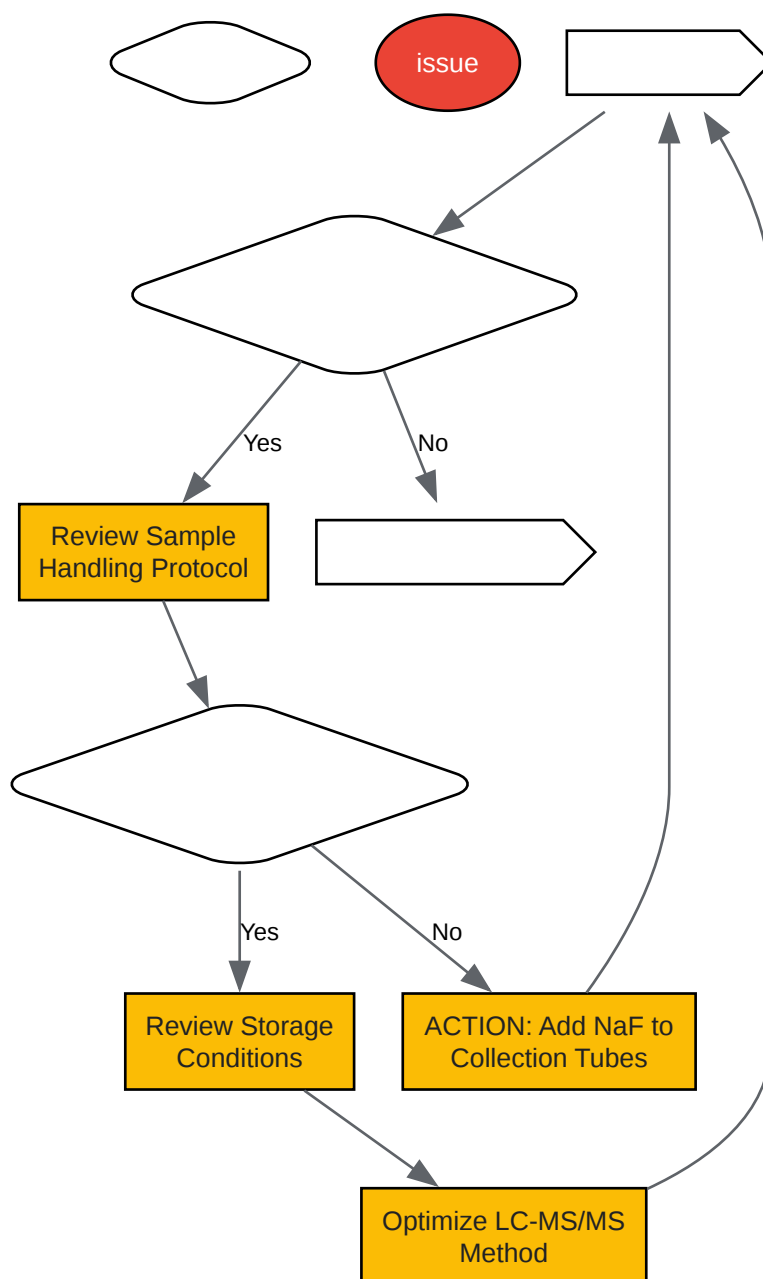 issue
Yes
No
Review Sample
Handling Protocol
Yes
No
Review Storage
Conditions
ACTION: Add NaF to
Collection Tubes
Optimize LC-MS/MS
Method